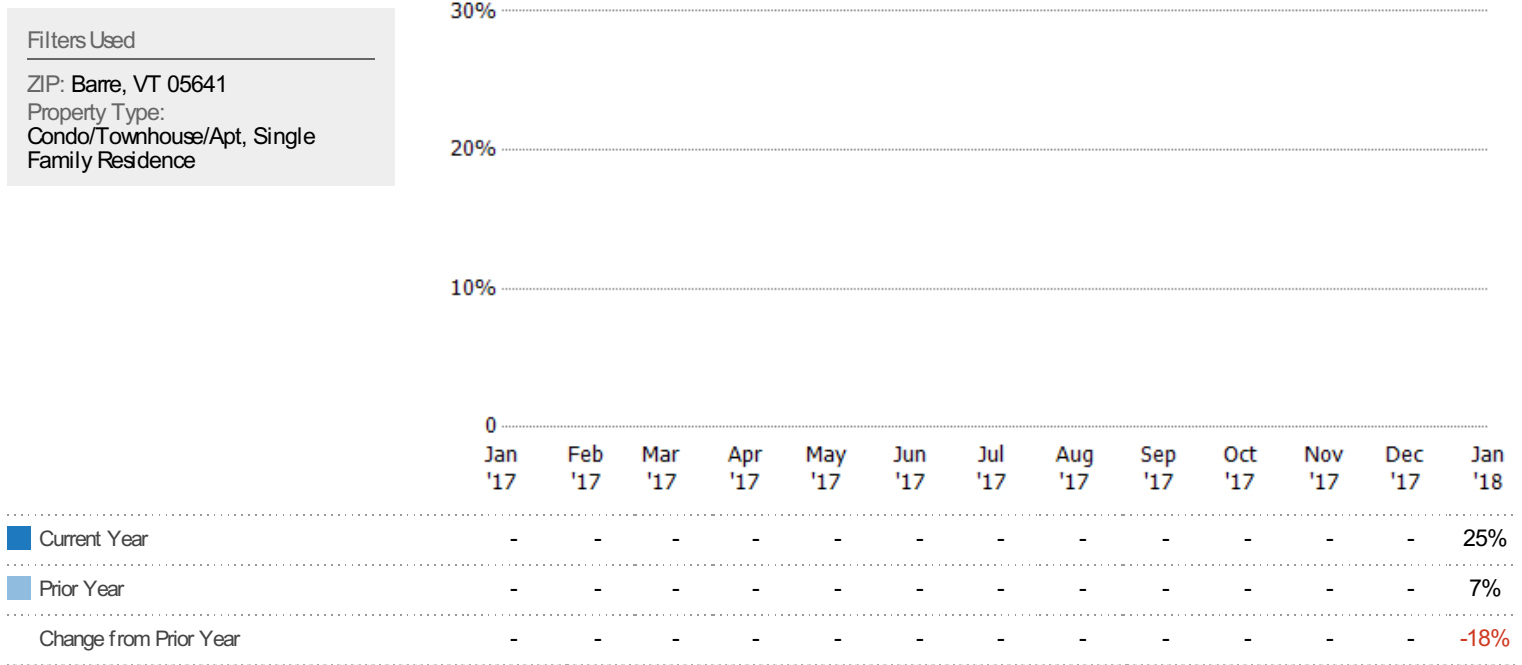 Filters Used
ZIP: Barre, VT 05641
Property Type:
Condo/Townhouse/Apt, Single
Family Residence
30%
20%
10%
0
Jan Feb Mar Apr May Jun Jul Aug Sep Oct Nov Dec Jan
'17 '17 '17 '17 '17 '17 '17 '17 '17 '17 '17 '17 '18
Current Year - - - - - - - - - - - - 25%
Prior Year - - - - - - - - - - - - 7%
Change from Prior Year - - - - - - - - - - - - -18%